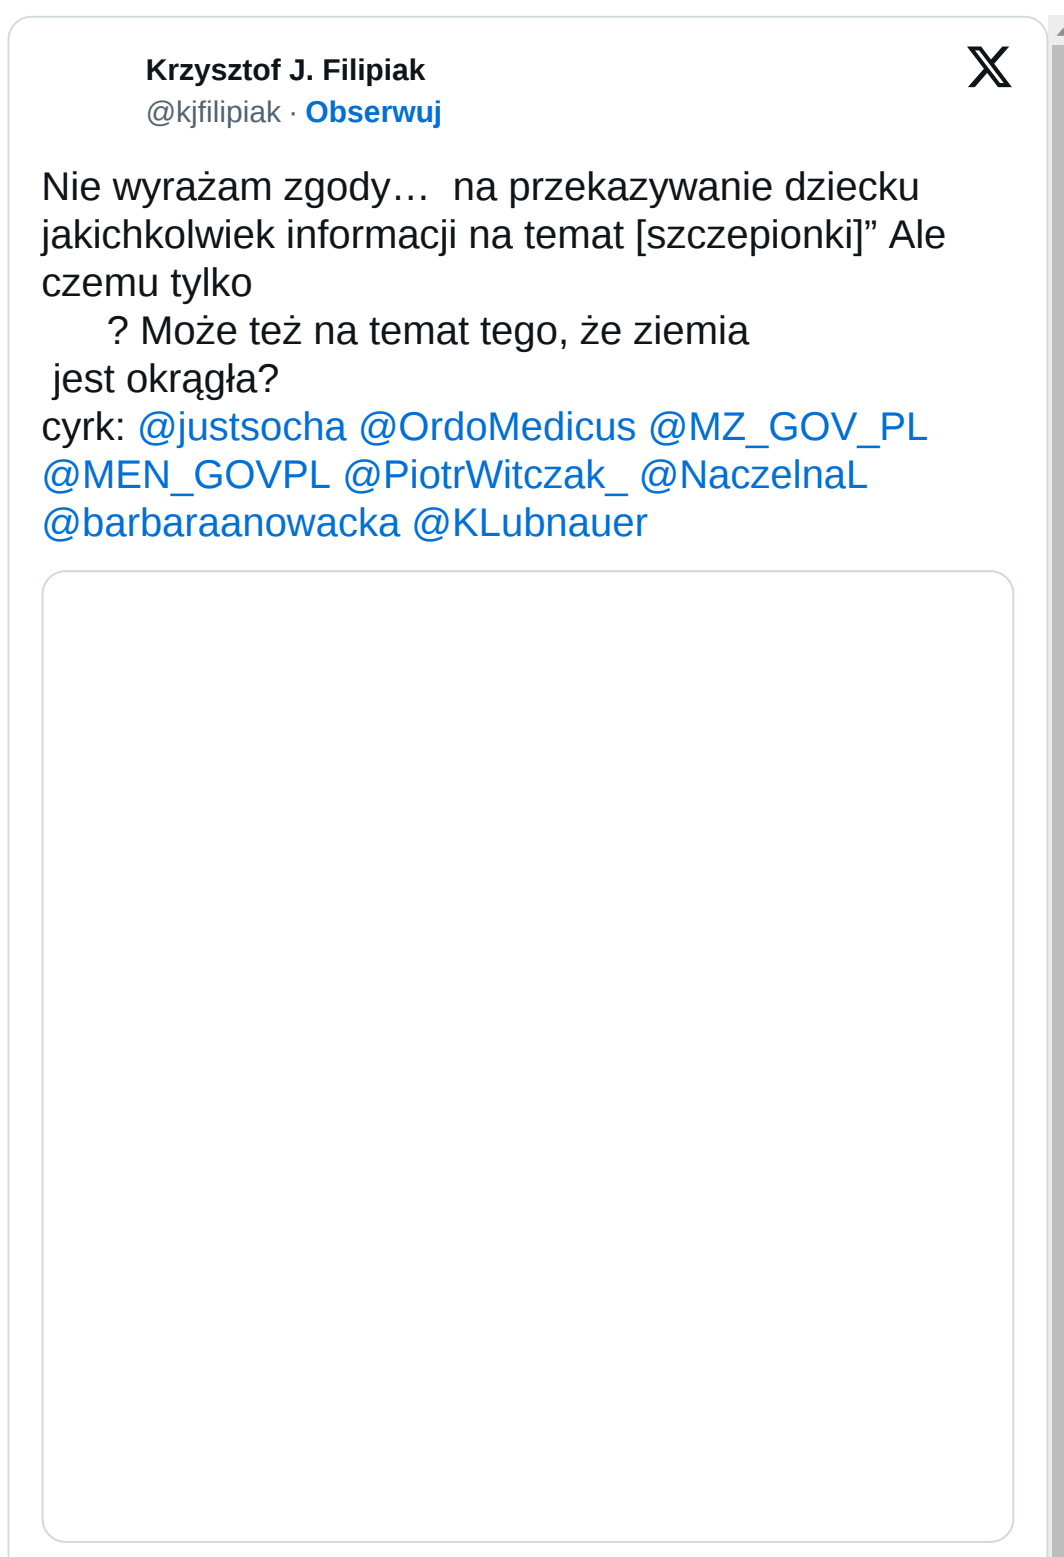 Krzysztof J. Filipiak
@kjfilipiak · Obserwuj
Nie wyrażam zgody… na przekazywanie dziecku
jakichkolwiek informacji na temat [szczepionki]” Ale
czemu tylko
? Może też na temat tego, że ziemia
jest okrągła?
cyrk: @justsocha @OrdoMedicus @MZ_GOV_PL
@MEN_GOVPL @PiotrWitczak_ @NaczelnaL
@barbaraanowacka @KLubnauer